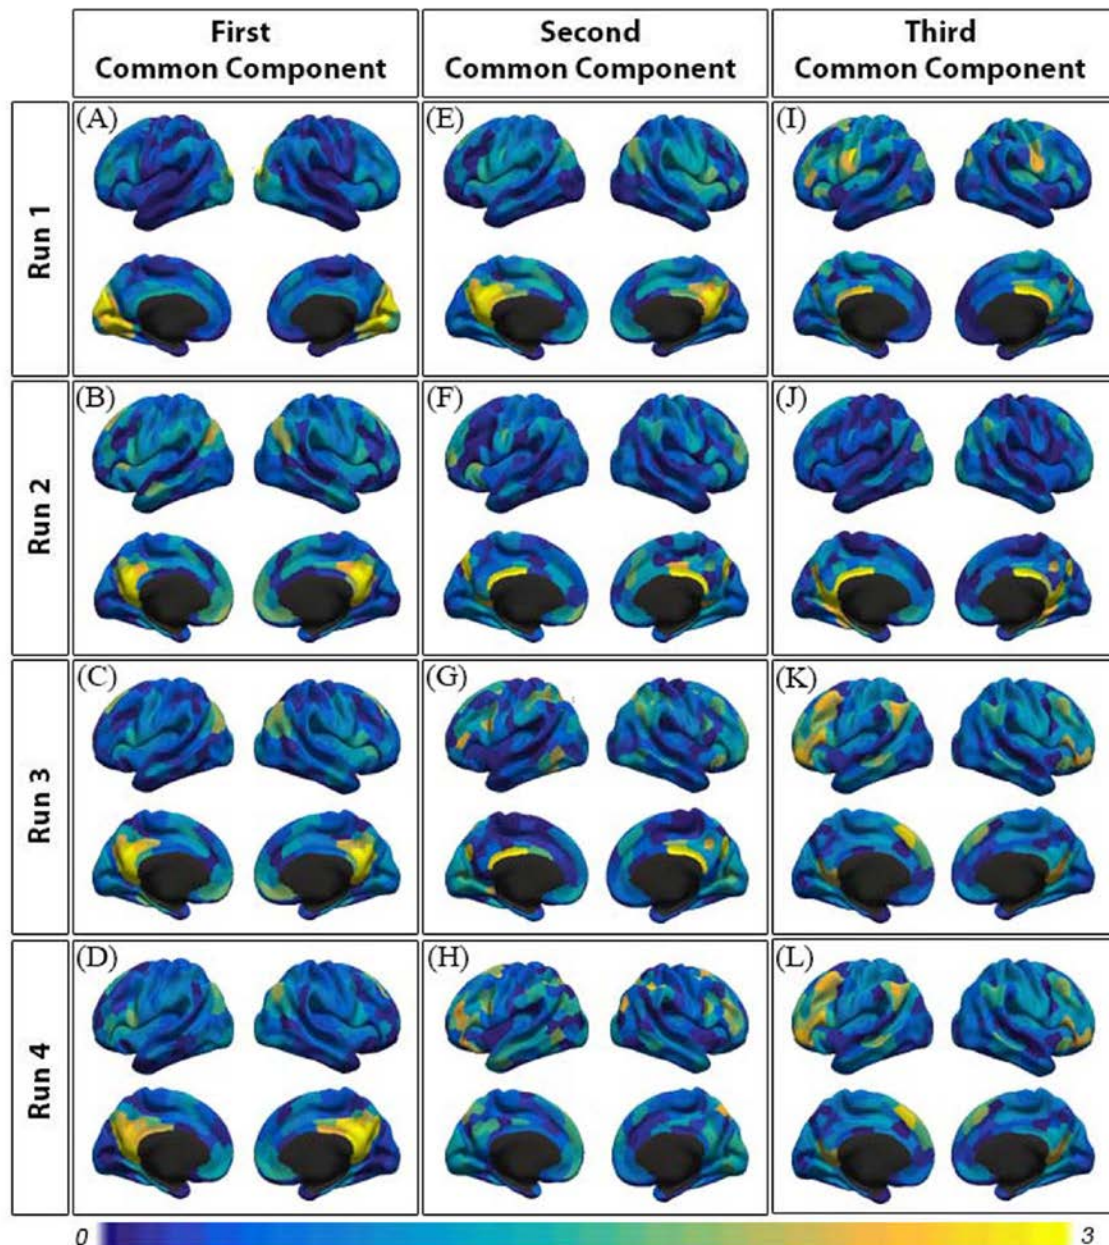 First
Common Component
Second
Common Component
Third
Common Component
Run 1
(A)
(E)
(I)
Run 2
(B)
(F)
(J)
Run 3
(C)
(G)
(K)
Run 4
(D)
(H)
(L)
0
3